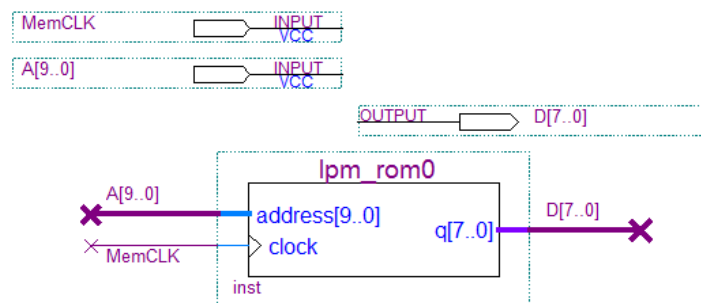 MemCLK INPUT
VCC
A[9..0] INPUT
VCC
OUTPUT D[7..0]
lpm_rom0
A[9..0] address[9..0] q[7..0] D[7..0]
MemCLK clock
inst